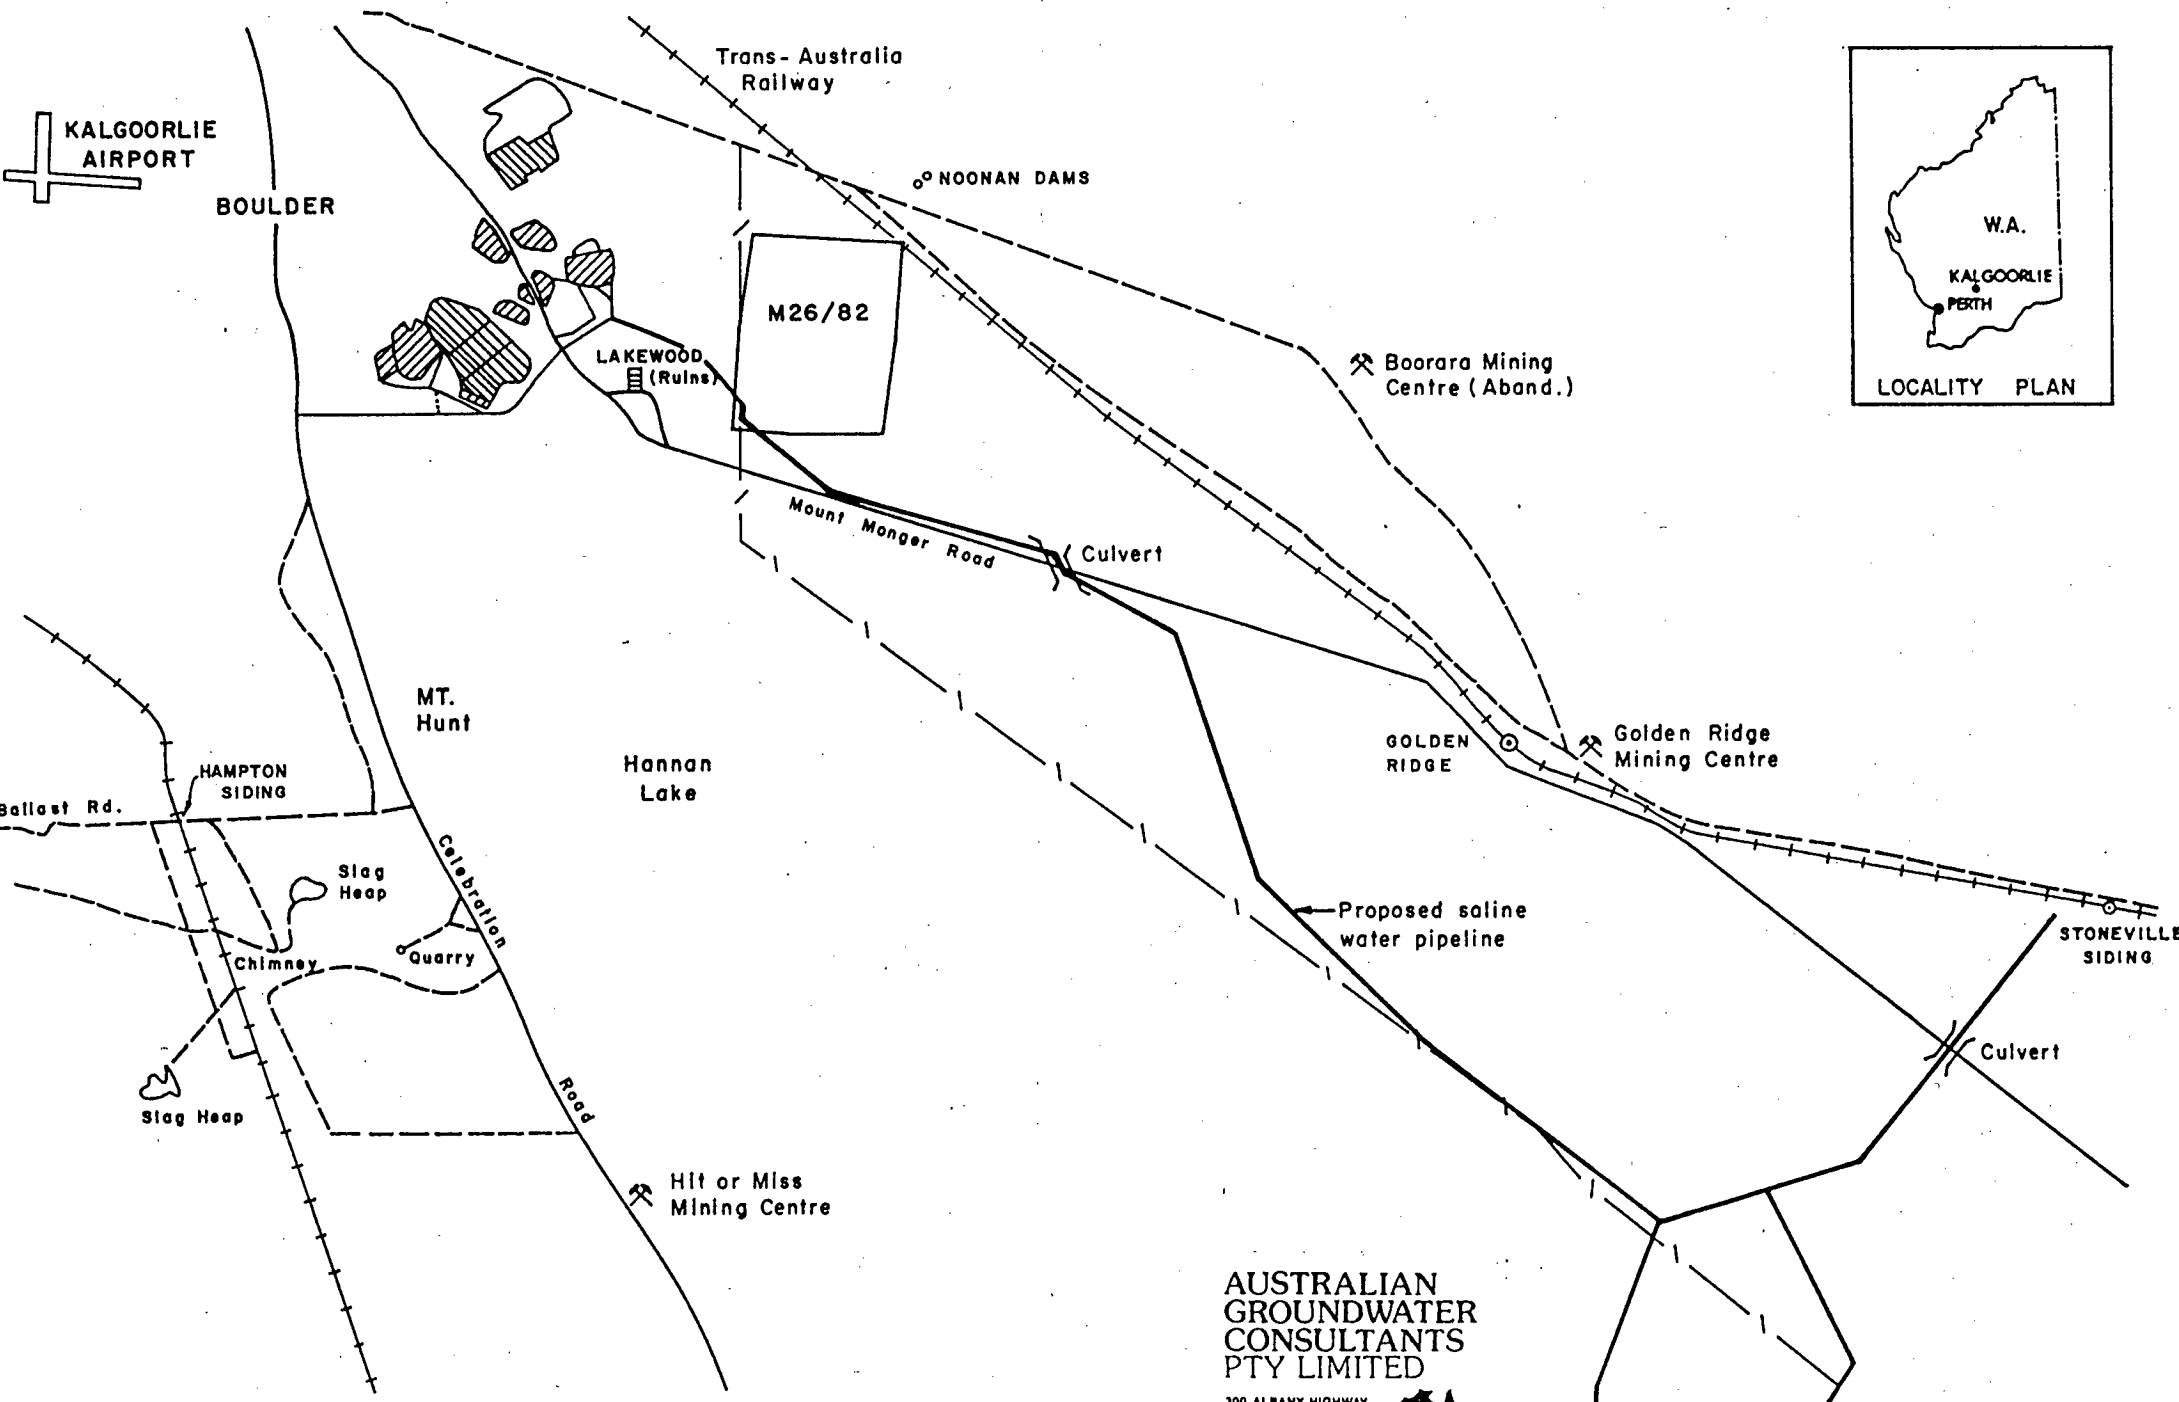 Trans-Australia
Railway
KALGOORLIE
AIRPORT
BOULDER
NOONAN DAMS
W.A.
KALGOORLIE
PERTH
LOCALITY PLAN
M26/82
LAKEWOOD
(Ruins)
Boorara Mining
Centre (Aband.)
Mount Monger Road
Culvert
MT.
Hunt
Hannan
Lake
GOLDEN
RIDGE
Golden Ridge
Mining Centre
HAMPTON
SIDING
Ballast Rd.
Celebration
Road
Slag
Heap
Quarry
Chimney
Proposed saline
water pipeline
STONEVILLE
SIDING
Culvert
Slag Heap
Hit or Miss
Mining Centre
AUSTRALIAN
GROUNDWATER
CONSULTANTS
PTY LIMITED
ALBANY HIGHWAY